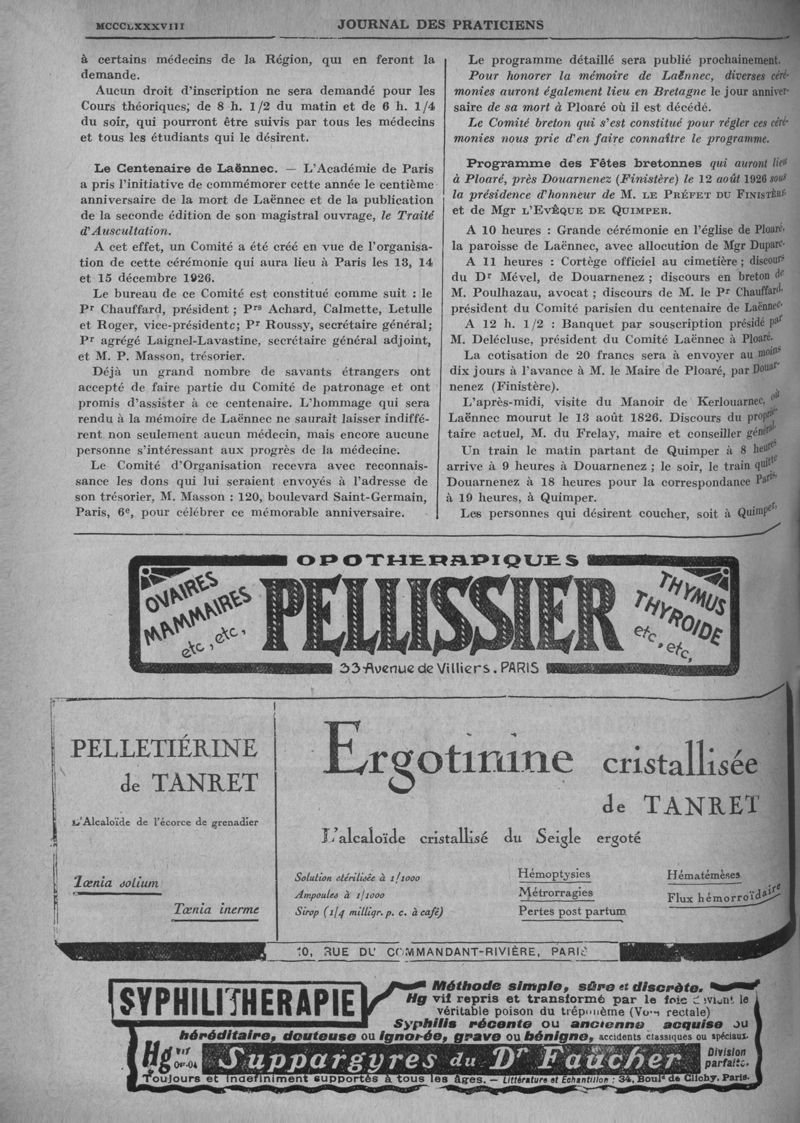 MCCCLXXXVIII
JOURNAL DES PRATICIENS
à certains médecins de la Région, qui en feront la
demande.
Aucun droit d'inscription ne sera demandé pour les
Cours théoriques, de 8 h. 1/2 du matin et de 6 h. 1/4
du soir, qui pourront être suivis par tous les médecins
et tous les étudiants qui le désirent.
Le Centenaire de Laënnec. — L'Académie de Paris
a pris l'initiative de commémorer cette année le centième
anniversaire de la mort de Laënnec et de la publication
de la seconde édition de son magistral ouvrage, le Traité
d'Auscultation.
A cet effet, un Comité a été créé en vue de l'organisa-
tion de cette cérémonie qui aura lieu à Paris les 13, 14
et 15 décembre 1926.
Le bureau de ce Comité est constitué comme suit : le
Pr Chauffard, président ; Prs Achard, Calmette, Letulle
et Roger, vice-présidents; Pr Roussy, secrétaire général;
Pr agrégé Laignel-Lavastine, secrétaire général adjoint,
et M. P. Masson, trésorier.
Déjà un grand nombre de savants étrangers ont
accepté de faire partie du Comité de patronage et ont
promis d'assister à ce centenaire. L'hommage qui sera
rendu à la mémoire de Laënnec ne saurait laisser indiffé-
rent non seulement aucun médecin, mais encore aucune
personne s'intéressant aux progrès de la médecine.
Le Comité d'Organisation recevra avec reconnais-
sance les dons qui lui seraient envoyés à l'adresse de
son trésorier, M. Masson : 120, boulevard Saint-Germain,
Paris, 6e, pour célébrer ce mémorable anniversaire.
Le programme détaillé sera publié prochainement.
Pour honorer la mémoire de Laënnec, diverses céré-
monies auront également lieu en Bretagne le jour anniver-
saire de sa mort à Ploaré où il est décédé.
Le Comité breton qui s'est constitué pour régler ces céré-
monies nous prie d'en faire connaître le programme.
Programme des Fêtes bretonnes qui auront lieu
à Ploaré, près Douarnenez (Finistère) le 12 août 1926 sous
la présidence d'honneur de M. LE PRÉFET DU FINISTÈRE
et de Mgr L'EVÊQUE DE QUIMPER.
A 10 heures : Grande cérémonie en l'église de Ploaré,
la paroisse de Laënnec, avec allocution de Mgr Duparc.
A 11 heures : Cortège officiel au cimetière ; discours
du Dr Mével, de Douarnenez ; discours en breton de
M. Poulhazau, avocat ; discours de M. le Pr Chauffard,
président du Comité parisien du centenaire de Laënnec.
A 12 h. 1/2 : Banquet par souscription présidé par
M. Delécluse, président du Comité Laënnec à Ploaré.
La cotisation de 20 francs sera à envoyer au moins
dix jours à l'avance à M. le Maire de Ploaré, par Douar-
nenez (Finistère).
L'après-midi, visite du Manoir de Kerlouarnec, où
Laënnec mourut le 13 août 1826. Discours du proprié-
taire actuel, M. du Frelay, maire et conseiller général.
Un train le matin partant de Quimper à 8 heures
arrive à 9 heures à Douarnenez ; le soir, le train quitte
Douarnenez à 18 heures pour la correspondance Paris,
à 19 heures, à Quimper.
Les personnes qui désirent coucher, soit à Quimper,
OPOTHERAPIQUES
OVAIRES
MAMMAIRES
etc, etc,
PELLISSIER
THYMUS
THYROIDE
etc, etc,
33-Avenue de Villiers. PARIS
PELLETIÉRINE
de TANRET
L'Alcaloïde de l'écorce de grenadier
Tœnia solium
Tœnia inerme
Ergotinine cristallisée
de TANRET
L'alcaloïde cristallisé du Seigle ergoté
Solution stérilisée à 1/1000
Ampoules à 1/1000
Sirop (1/4 milligr. p. c. à café)
Hémoptysies
Métrorragies
Pertes post partum
Hématémèses
Flux hémorroïdaire
10, RUE DU COMMANDANT-RIVIÈRE, PARIS
SYPHILITHERAPIE
Méthode simple, sûre et discrète.
Hg vif repris et transformé par le foie devient le
véritable poison du tréponème (Voie rectale)
Syphilis récente ou ancienne acquise ou
héréditaire, douteuse ou ignorée, grave ou bénigne, accidents classiques ou spéciaux.
Hg vif
0gr.04
Suppargyres du Dr Faucher
Division
parfaite.
Toujours et indéfiniment supportés à tous les âges. — Littérature et Echantillon : 34, Bould de Clichy. Paris.